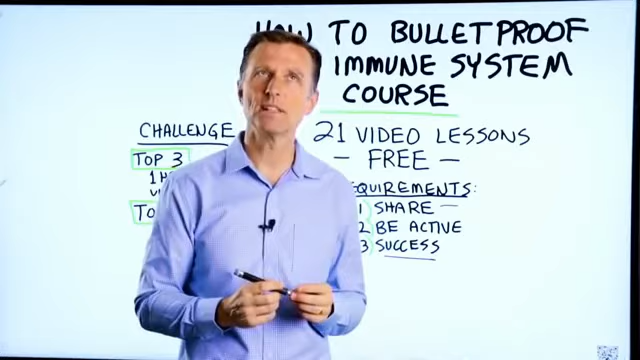 HOW TO BULLETPROOF
IMMUNE SYSTEM
COURSE
CHALLENGE
TOP 3
21 VIDEO LESSONS
— FREE —
REQUIREMENTS:
1 SHARE —
2 BE ACTIVE
3 SUCCESS